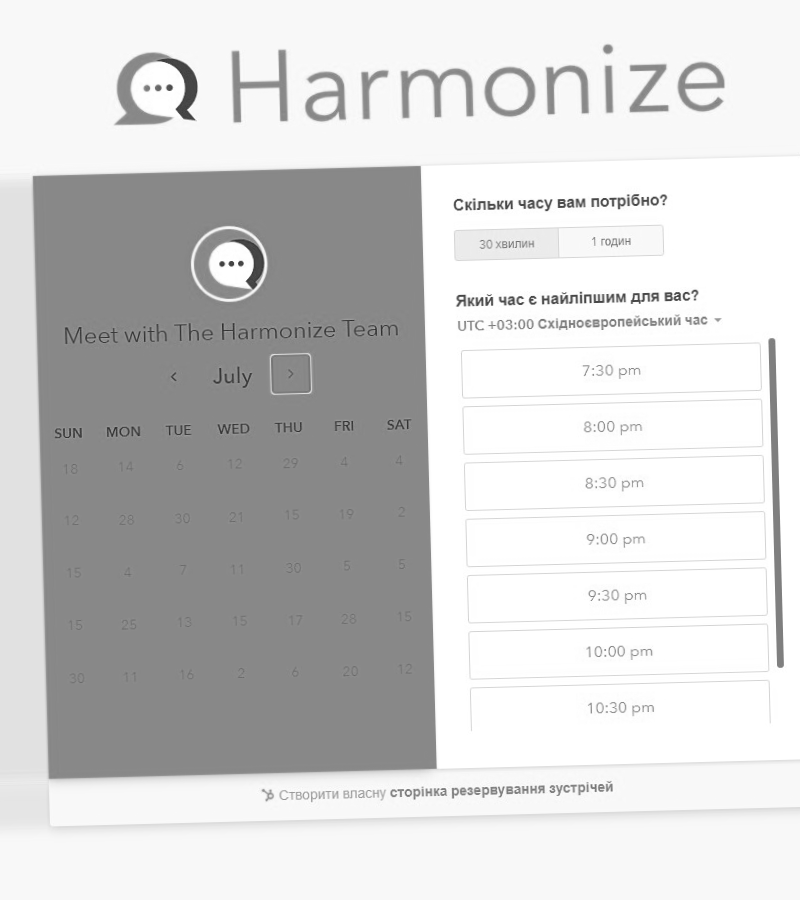 Harmonize
Meet with The Harmonize Team
July
SUN MON TUE WED THU FRI SAT
18 14 6 12 29 4 4
12 28 30 21 15 19 2
15 4 7 11 30 5 5
15 25 13 15 17 28 15
30 11 16 2 6 20 12
Скільки часу вам потрібно?
30 хвилин 1 годин
Який час є найліпшим для вас?
UTC +03:00 Східноєвропейський час
7:30 pm
8:00 pm
8:30 pm
9:00 pm
9:30 pm
10:00 pm
10:30 pm
Створити власну сторінка резервування зустрічей